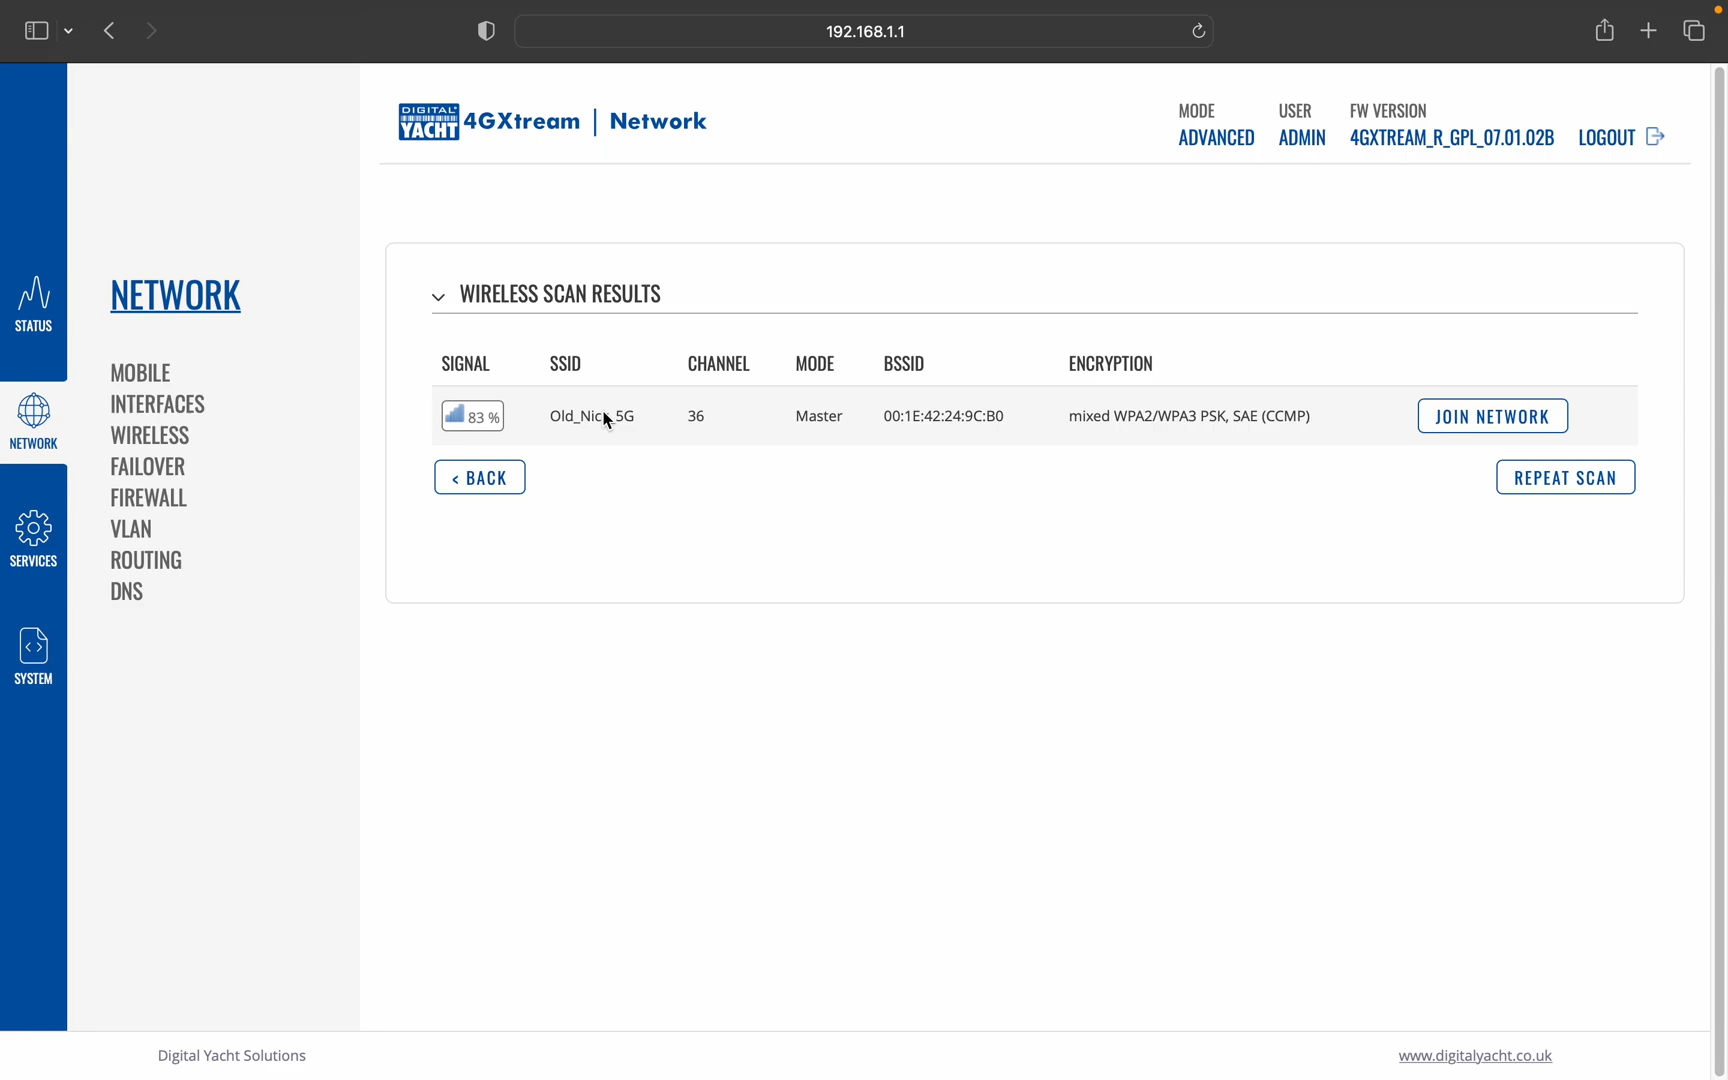 192.168.1.1
DIGITAL YACHT 4GXtream | Network
MODE USER FW VERSION
ADVANCED ADMIN 4GXTREAM_R_GPL_07.01.02B LOGOUT
STATUS
NETWORK
SERVICES
SYSTEM
NETWORK
MOBILE
INTERFACES
WIRELESS
FAILOVER
FIREWALL
VLAN
ROUTING
DNS
WIRELESS SCAN RESULTS
SIGNAL SSID CHANNEL MODE BSSID ENCRYPTION
83 % Old_Nick_5G 36 Master 00:1E:42:24:9C:B0 mixed WPA2/WPA3 PSK, SAE (CCMP) JOIN NETWORK
< BACK REPEAT SCAN
Digital Yacht Solutions www.digitalyacht.co.uk